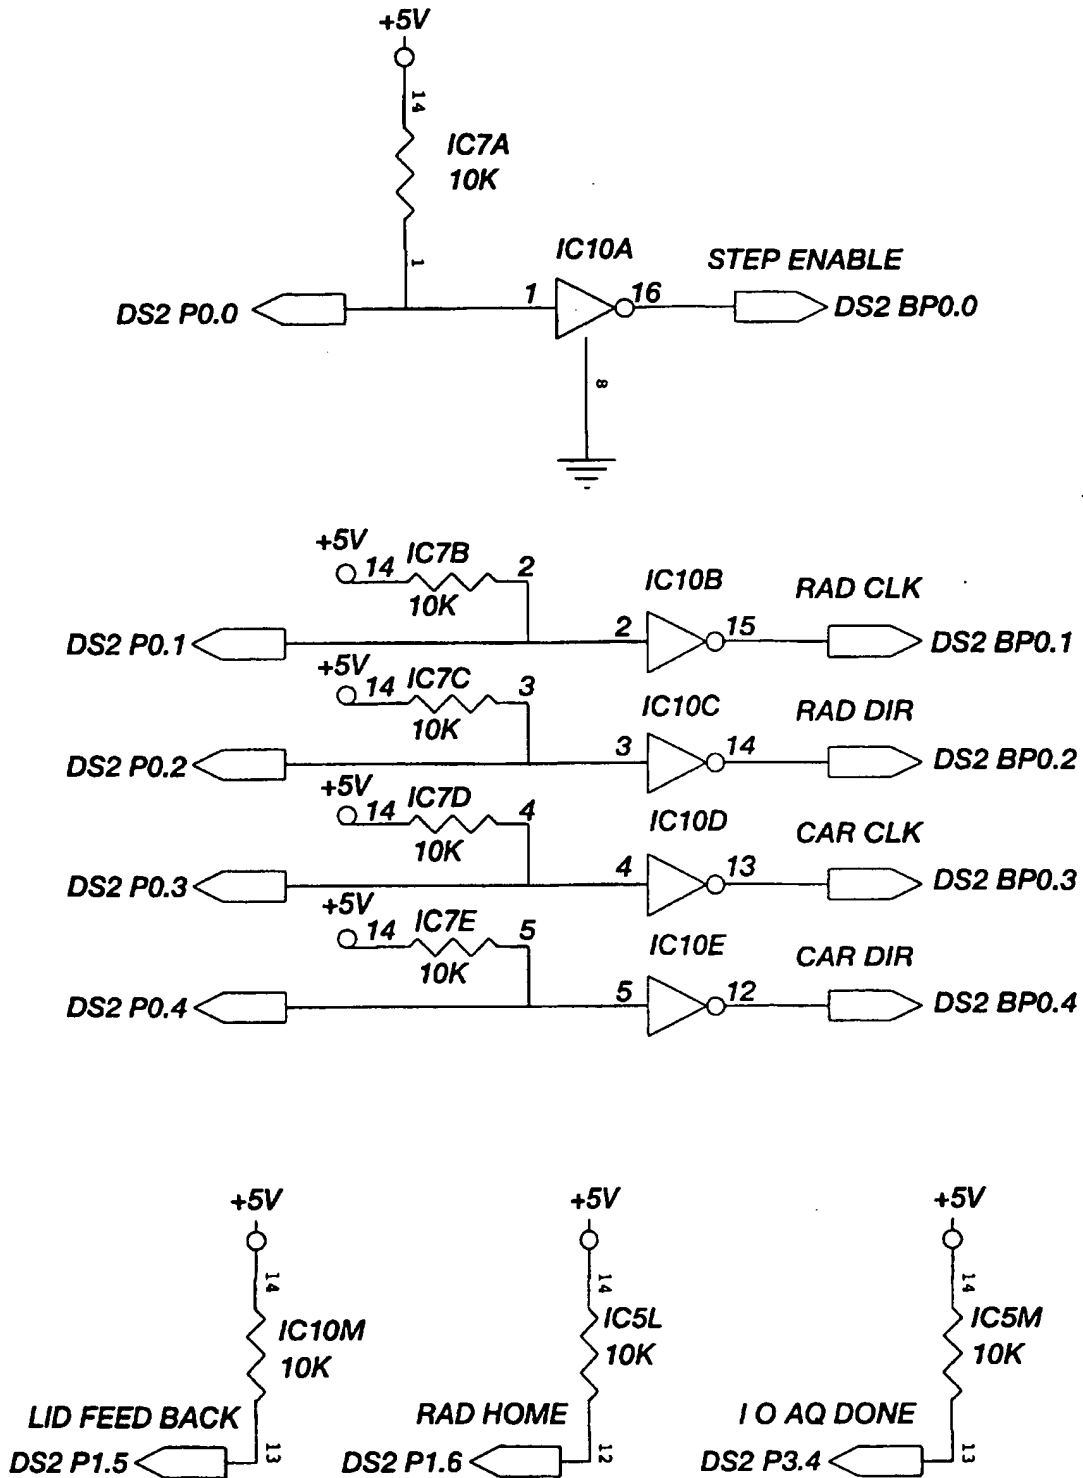 +5V
14
IC7A
10K
1
IC10A
STEP ENABLE
DS2 P0.0
1
16
DS2 BP0.0
8
+5V
14
IC7B
10K
2
IC10B
RAD CLK
DS2 P0.1
2
15
DS2 BP0.1
+5V
14
IC7C
10K
3
IC10C
RAD DIR
DS2 P0.2
3
14
DS2 BP0.2
+5V
14
IC7D
10K
4
IC10D
CAR CLK
DS2 P0.3
4
13
DS2 BP0.3
+5V
14
IC7E
10K
5
IC10E
CAR DIR
DS2 P0.4
5
12
DS2 BP0.4
+5V
14
IC10M
10K
LID FEED BACK
DS2 P1.5
13
+5V
14
IC5L
10K
RAD HOME
DS2 P1.6
12
+5V
14
IC5M
10K
I O AQ DONE
DS2 P3.4
13